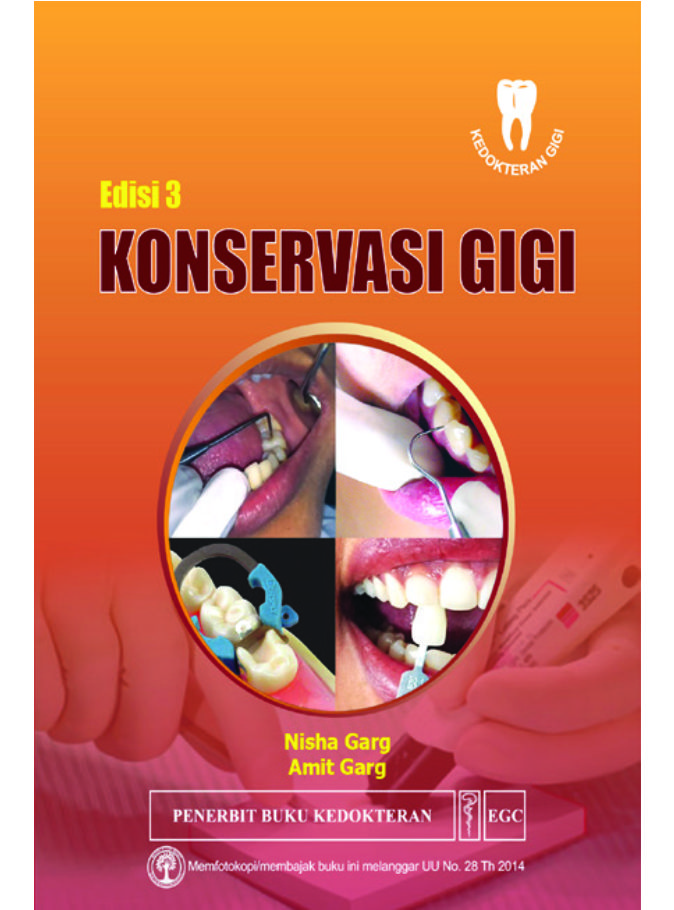 KEDOKTERAN GIGI
Edisi 3
KONSERVASI GIGI
Nisha Garg
Amit Garg
PENERBIT BUKU KEDOKTERAN EGC
Memfotokopi/membajak buku ini melanggar UU No. 28 Th 2014